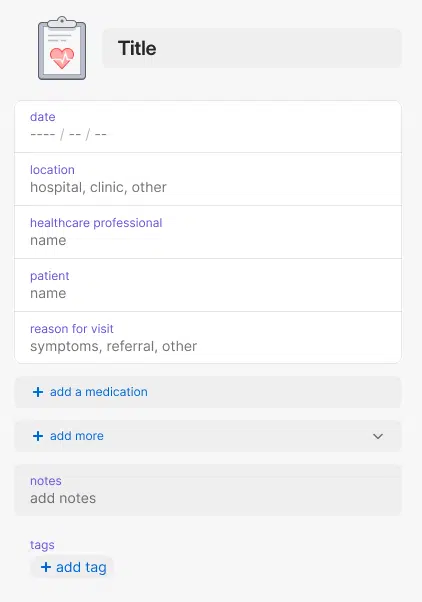 Title
date
---- / -- / --
location
hospital, clinic, other
healthcare professional
name
patient
name
reason for visit
symptoms, referral, other
+ add a medication
+ add more
notes
add notes
tags
+ add tag